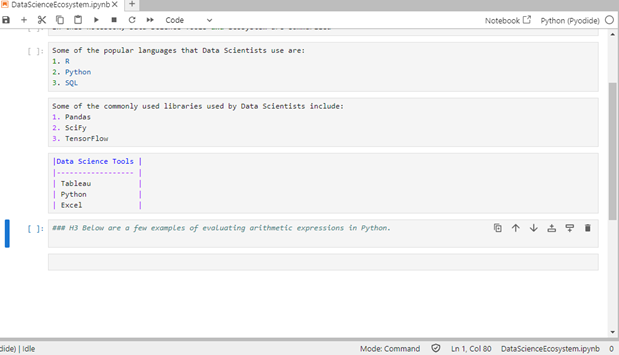 DataScienceEcosystem.ipynb
Code
Notebook
Python (Pyodide)
[ ]:
Some of the popular languages that Data Scientists use are:
1. R
2. Python
3. SQL
Some of the commonly used libraries used by Data Scientists include:
1. Pandas
2. SciFy
3. TensorFlow
|Data Science Tools |
|----------------- |
| Tableau |
| Python |
| Excel |
[ ]: ### H3 Below are a few examples of evaluating arithmetic expressions in Python.
dide) | Idle
Mode: Command
Ln 1, Col 80
DataScienceEcosystem.ipynb
0